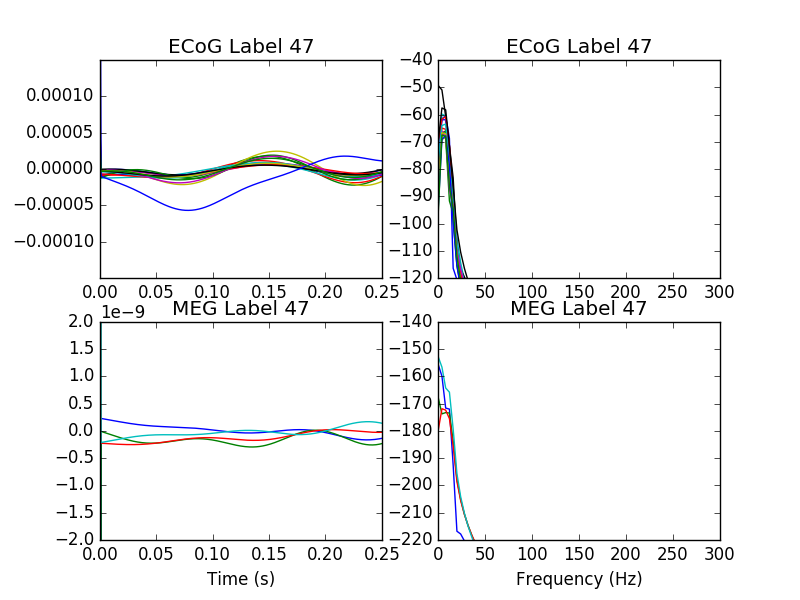 ECoG Label 47
0.00010
0.00005
0.00000
−0.00005
−0.00010
0.00 0.05 0.10 0.15 0.20 0.25
ECoG Label 47
−40
−50
−60
−70
−80
−90
−100
−110
−120
0 50 100 150 200 250 300
MEG Label 47
1e−9
2.0
1.5
1.0
0.5
0.0
−0.5
−1.0
−1.5
−2.0
0.00 0.05 0.10 0.15 0.20 0.25
Time (s)
MEG Label 47
−140
−150
−160
−170
−180
−190
−200
−210
−220
0 50 100 150 200 250 300
Frequency (Hz)